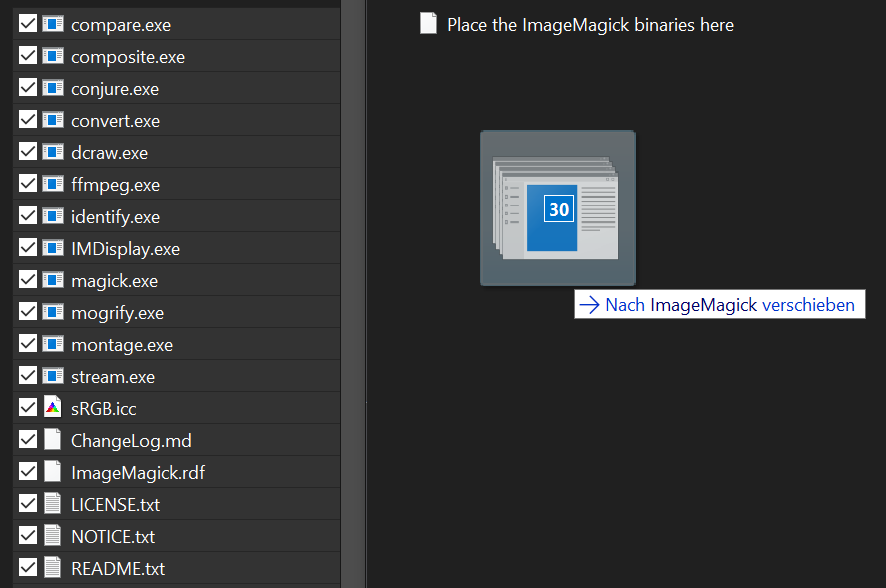 compare.exe
composite.exe
conjure.exe
convert.exe
dcraw.exe
ffmpeg.exe
identify.exe
IMDisplay.exe
magick.exe
mogrify.exe
montage.exe
stream.exe
sRGB.icc
ChangeLog.md
ImageMagick.rdf
LICENSE.txt
NOTICE.txt
README.txt
Place the ImageMagick binaries here
30
Nach ImageMagick verschieben